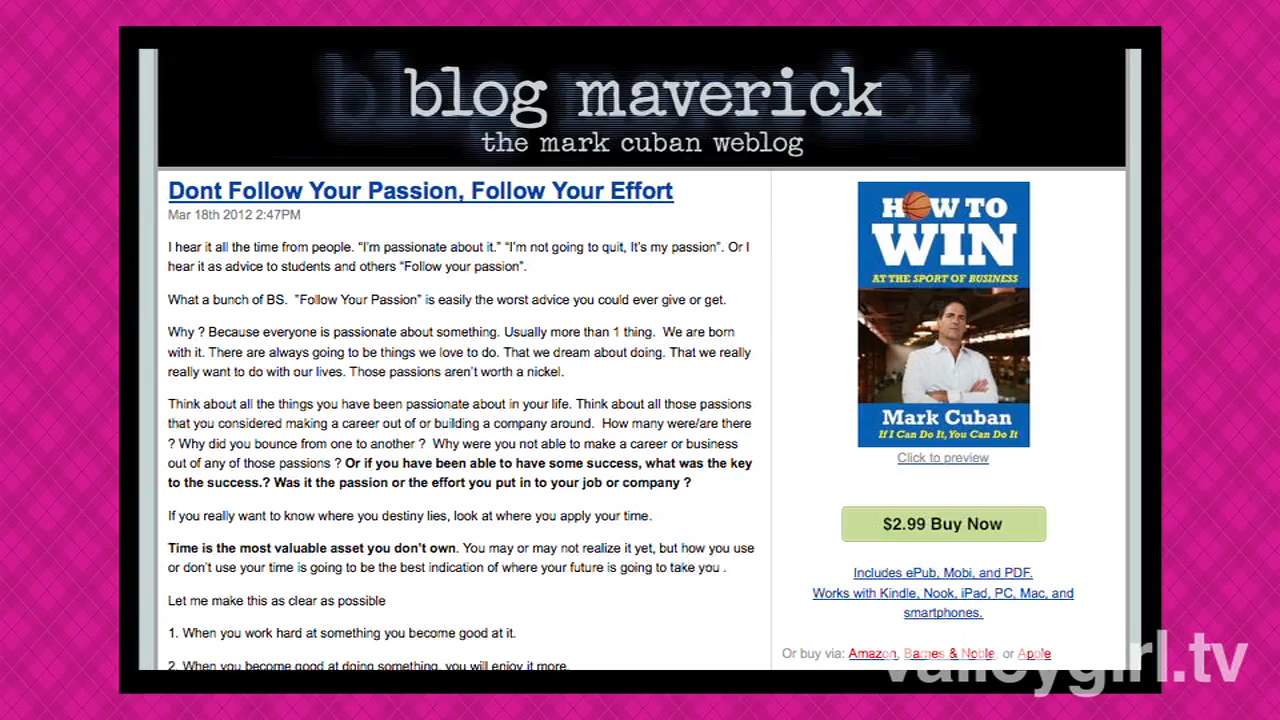 blog maverick
the mark cuban weblog
Dont Follow Your Passion, Follow Your Effort
Mar 18th 2012 2:47PM
I hear it all the time from people. “I’m passionate about it.” “I’m not going to quit, It’s my passion”. Or I
hear it as advice to students and others “Follow your passion”.
What a bunch of BS. ”Follow Your Passion” is easily the worst advice you could ever give or get.
Why ? Because everyone is passionate about something. Usually more than 1 thing. We are born
with it. There are always going to be things we love to do. That we dream about doing. That we really
really want to do with our lives. Those passions aren’t worth a nickel.
Think about all the things you have been passionate about in your life. Think about all those passions
that you considered making a career out of or building a company around. How many were/are there
? Why did you bounce from one to another ? Why were you not able to make a career or business
out of any of those passions ? Or if you have been able to have some success, what was the key
to the success.? Was it the passion or the effort you put in to your job or company ?
If you really want to know where you destiny lies, look at where you apply your time.
Time is the most valuable asset you don’t own. You may or may not realize it yet, but how you use
or don’t use your time is going to be the best indication of where your future is going to take you .
Let me make this as clear as possible
1. When you work hard at something you become good at it.
2. When you become good at doing something, you will enjoy it more.
HOW TO
WIN
AT THE SPORT OF BUSINESS
Mark Cuban
If I Can Do It, You Can Do It
Click to preview
$2.99 Buy Now
Includes ePub, Mobi, and PDF.
Works with Kindle, Nook, iPad, PC, Mac, and
smartphones.
Or buy via: Amazon, Barnes & Noble, or Apple
valleygirl.tv